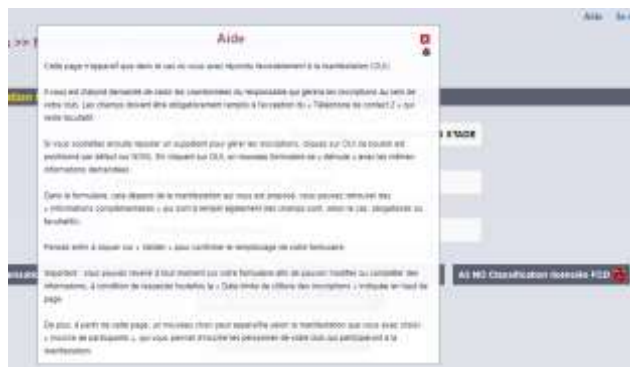 Aide
Aide
Cette page n'apparaît que dans le cas où vous avez répondu favorablement à la manifestation (OUI).
Il vous est d'abord demandé de saisir les coordonnées du responsable qui gérera les inscriptions au sein de
votre club. Les champs doivent être obligatoirement remplis à l'exception du « Téléphone de contact 2 » qui
reste facultatif.
Si vous souhaitez ensuite rajouter un suppléant pour gérer les inscriptions, cliquez sur OUI (le bouton est
positionné par défaut sur NON). En cliquant sur OUI, un nouveau formulaire se « déroule » avec les mêmes
informations demandées.
STADE
Dans le formulaire, cela dépend de la manifestation qui vous est proposée, vous pouvez retrouver des
« informations complémentaires » qui sont à remplir également (les champs sont, selon le cas, obligatoires ou
facultatifs).
Pensez enfin à cliquer sur « Valider » pour confirmer le remplissage de votre formulaire.
Important : vous pouvez revenir à tout moment sur votre formulaire afin de pouvoir modifier ou compléter des
informations, à condition de respecter toutefois la « Date limite de clôture des inscriptions » indiquée en haut de
page.
AS NO Classification
De plus, à partir de cette page, un nouveau choix peut apparaître selon la manifestation que vous avez choisi
« Inscrire de participants », qui vous permet d'inscrire les personnes de votre club qui participeront à la
manifestation.